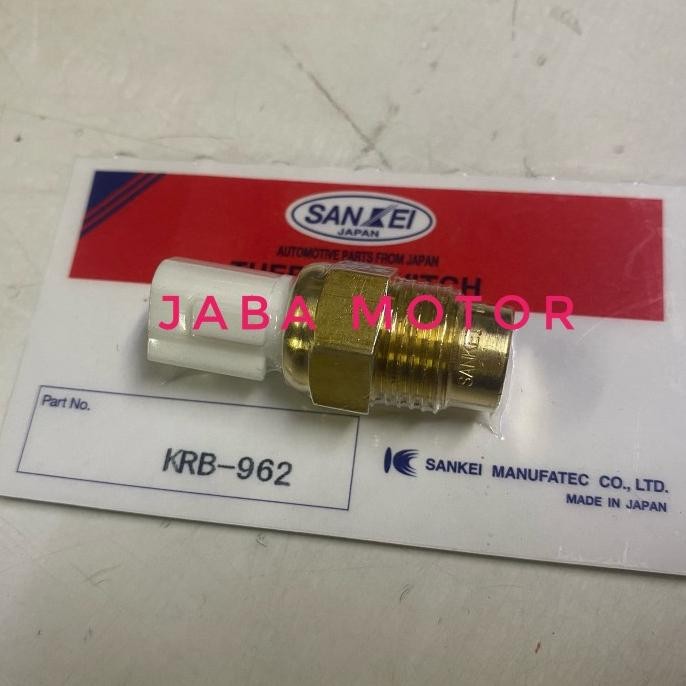 SANKEI
JAPAN
AUTOMOTIVE PARTS FROM JAPAN
JABA MOTOR
SANKEI
Part No.
KRB-962
SANKEI MANUFATEC CO., LTD.
MADE IN JAPAN